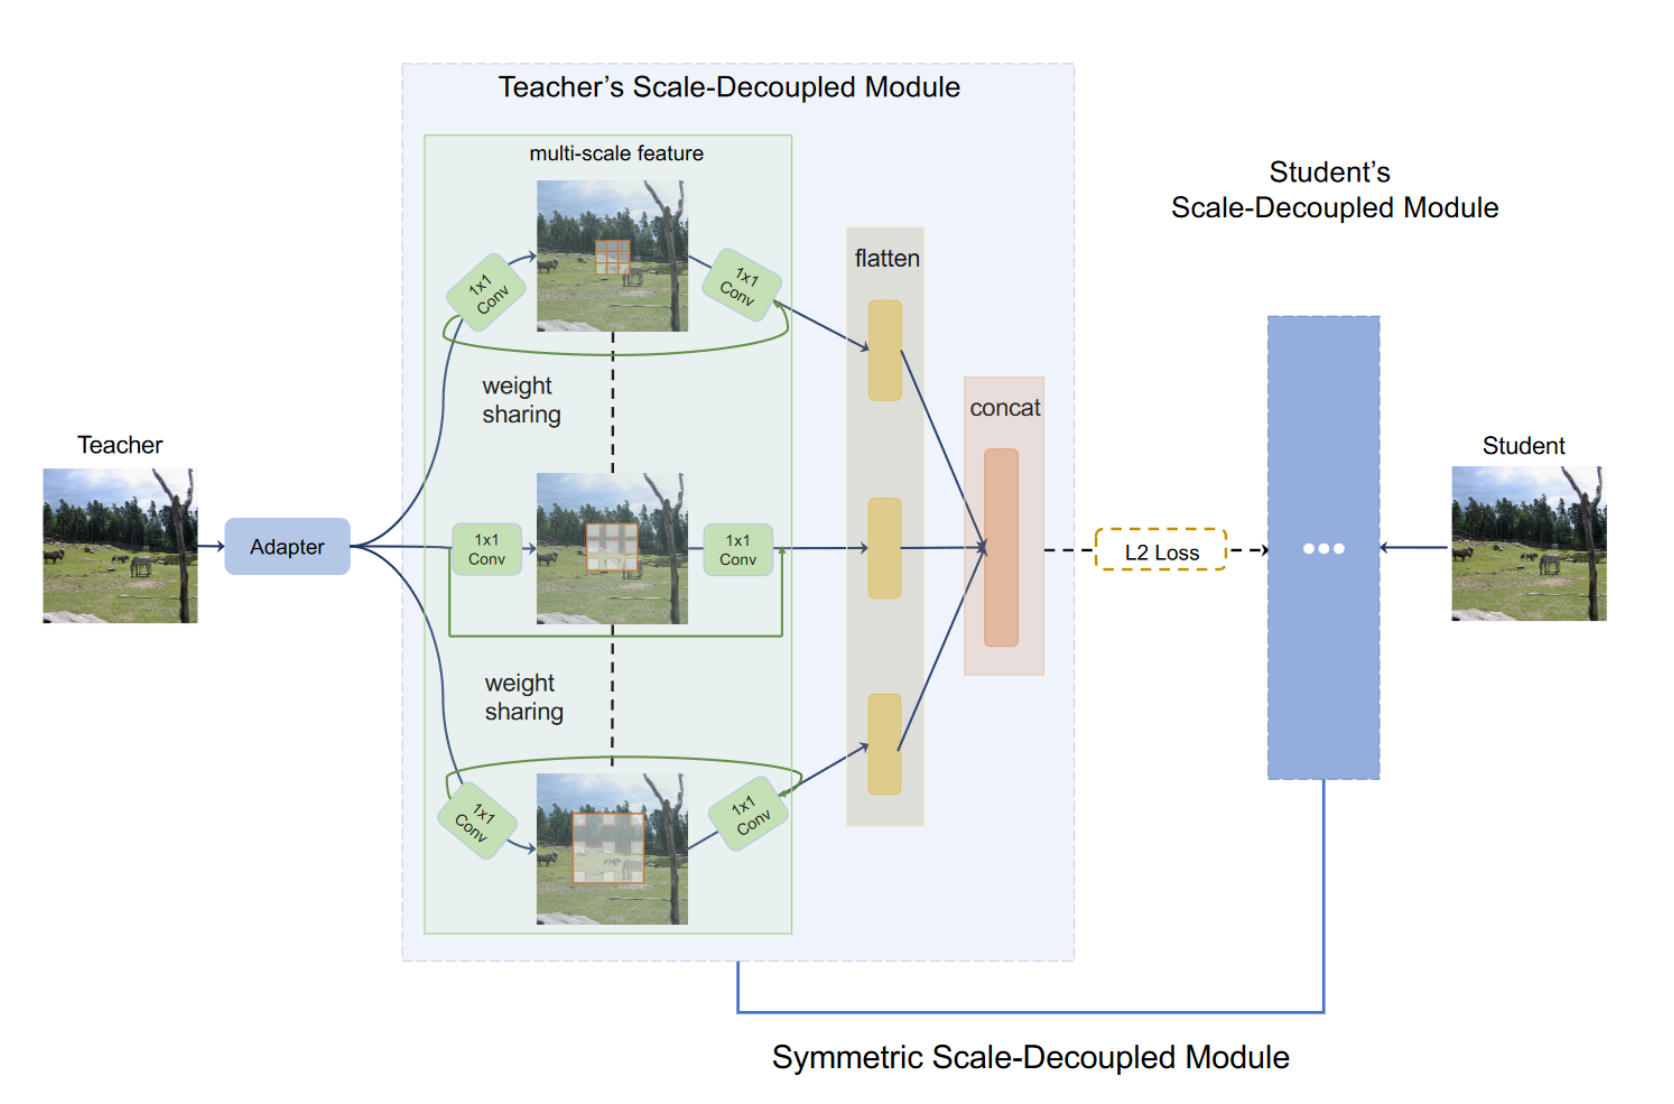 Teacher’s Scale-Decoupled Module
multi-scale feature
1x1
Conv
1x1
Conv
flatten
weight
sharing
concat
Teacher
Adapter
1x1
Conv
1x1
Conv
L2 Loss
Student’s
Scale-Decoupled Module
Student
weight
sharing
1x1
Conv
1x1
Conv
Symmetric Scale-Decoupled Module